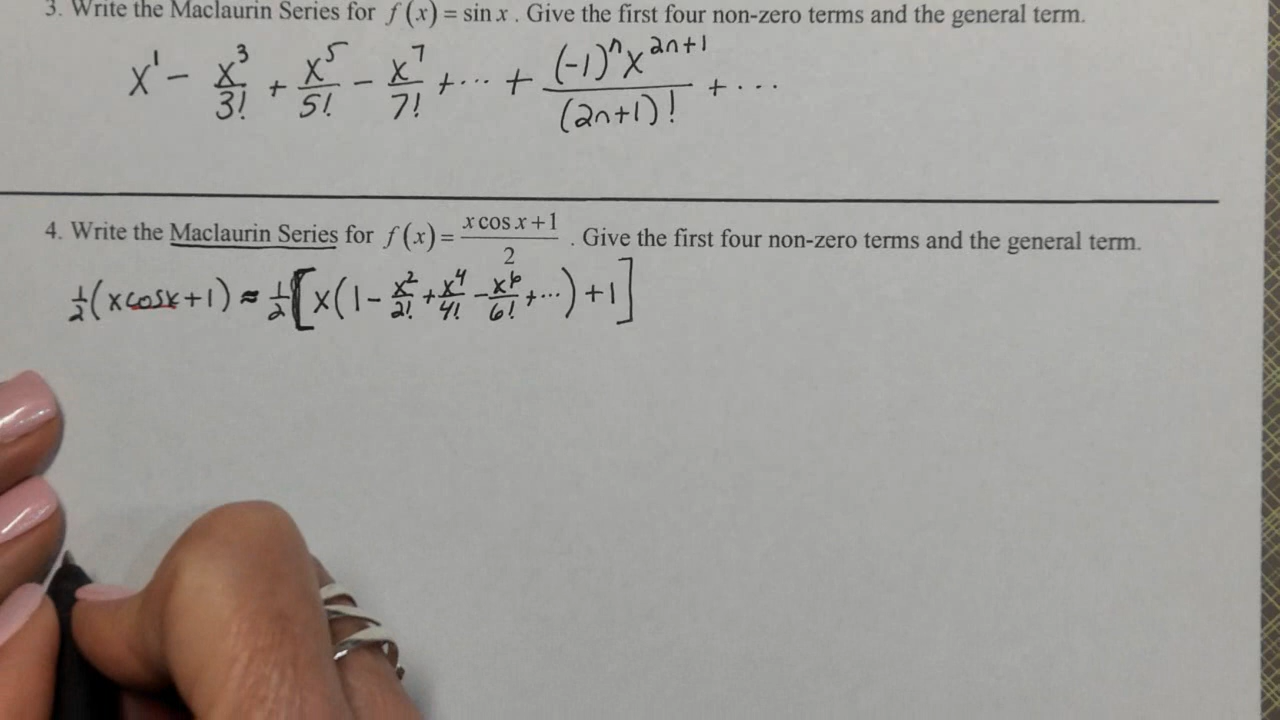 3. Write the Maclaurin Series for f(x) = sin x. Give the first four non-zero terms and the general term.
x¹ − x³/3! + x⁵/5! − x⁷/7! + ··· + (-1)ⁿx²ⁿ⁺¹/(2n+1)! + ···
4. Write the Maclaurin Series for f(x) = (x cos x + 1)/2. Give the first four non-zero terms and the general term.
½(xcosx+1) ≈ ½[x(1 − x²/2! + x⁴/4! − x⁶/6! + ···) + 1]